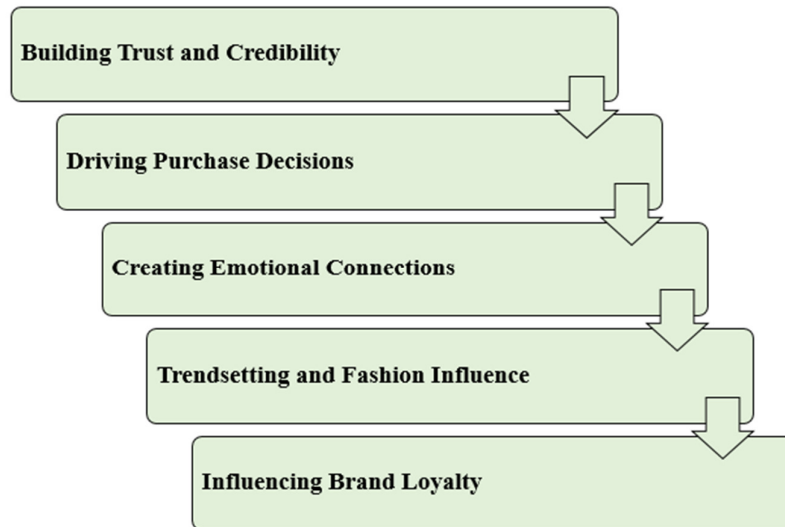 Building Trust and Credibility
Driving Purchase Decisions
Creating Emotional Connections
Trendsetting and Fashion Influence
Influencing Brand Loyalty